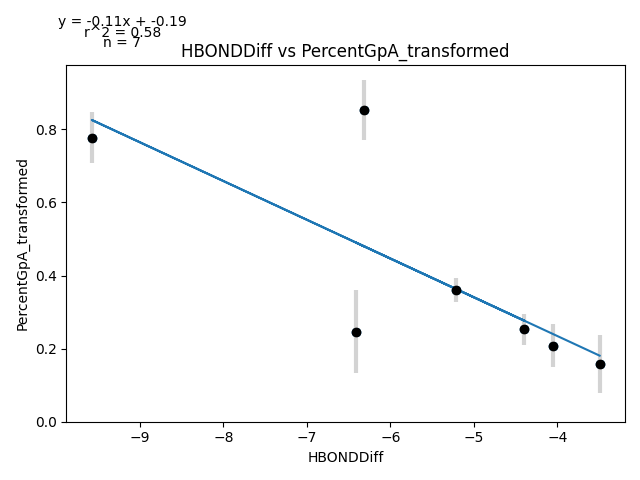 y = -0.11x + -0.19
r^2 = 0.58
n = 7
HBONDDiff vs PercentGpA_transformed
PercentGpA_transformed
0.8
0.6
0.4
0.2
0.0
−9
−8
−7
−6
−5
−4
HBONDDiff